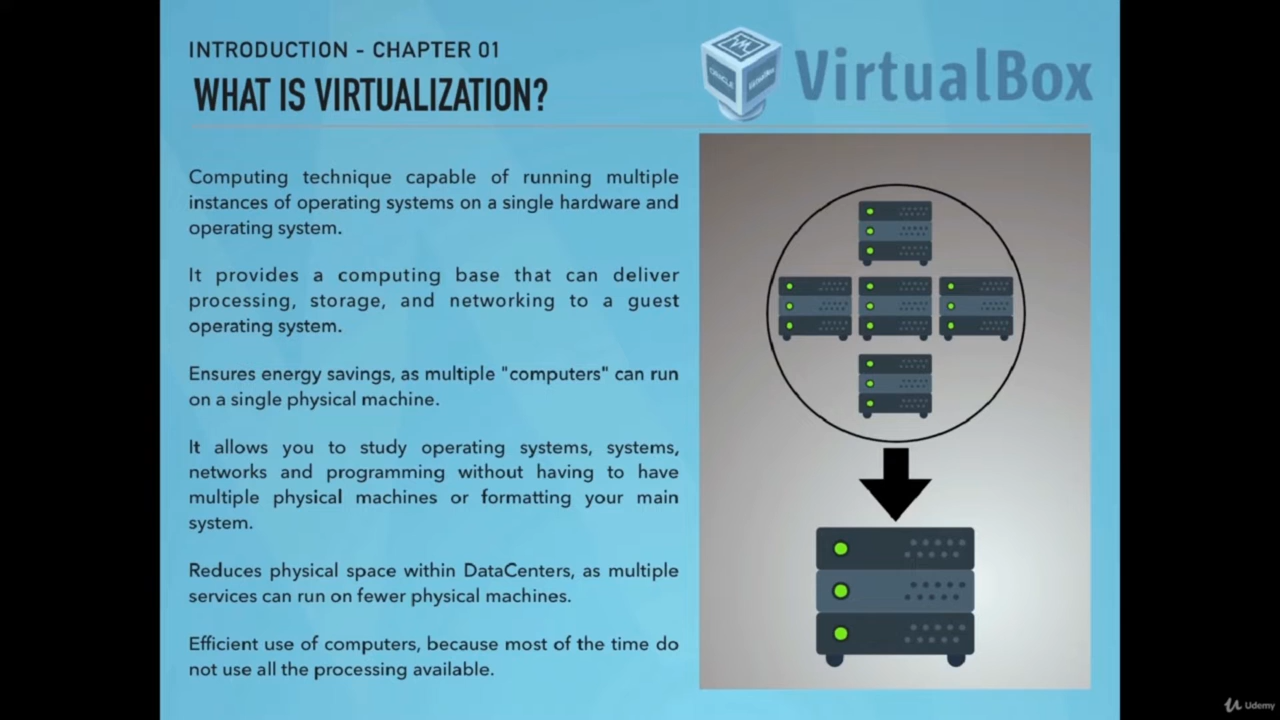 INTRODUCTION - CHAPTER 01
WHAT IS VIRTUALIZATION?
VirtualBox
Computing technique capable of running multiple
instances of operating systems on a single hardware and
operating system.
It provides a computing base that can deliver
processing, storage, and networking to a guest
operating system.
Ensures energy savings, as multiple "computers" can run
on a single physical machine.
It allows you to study operating systems, systems,
networks and programming without having to have
multiple physical machines or formatting your main
system.
Reduces physical space within DataCenters, as multiple
services can run on fewer physical machines.
Efficient use of computers, because most of the time do
not use all the processing available.
Udemy